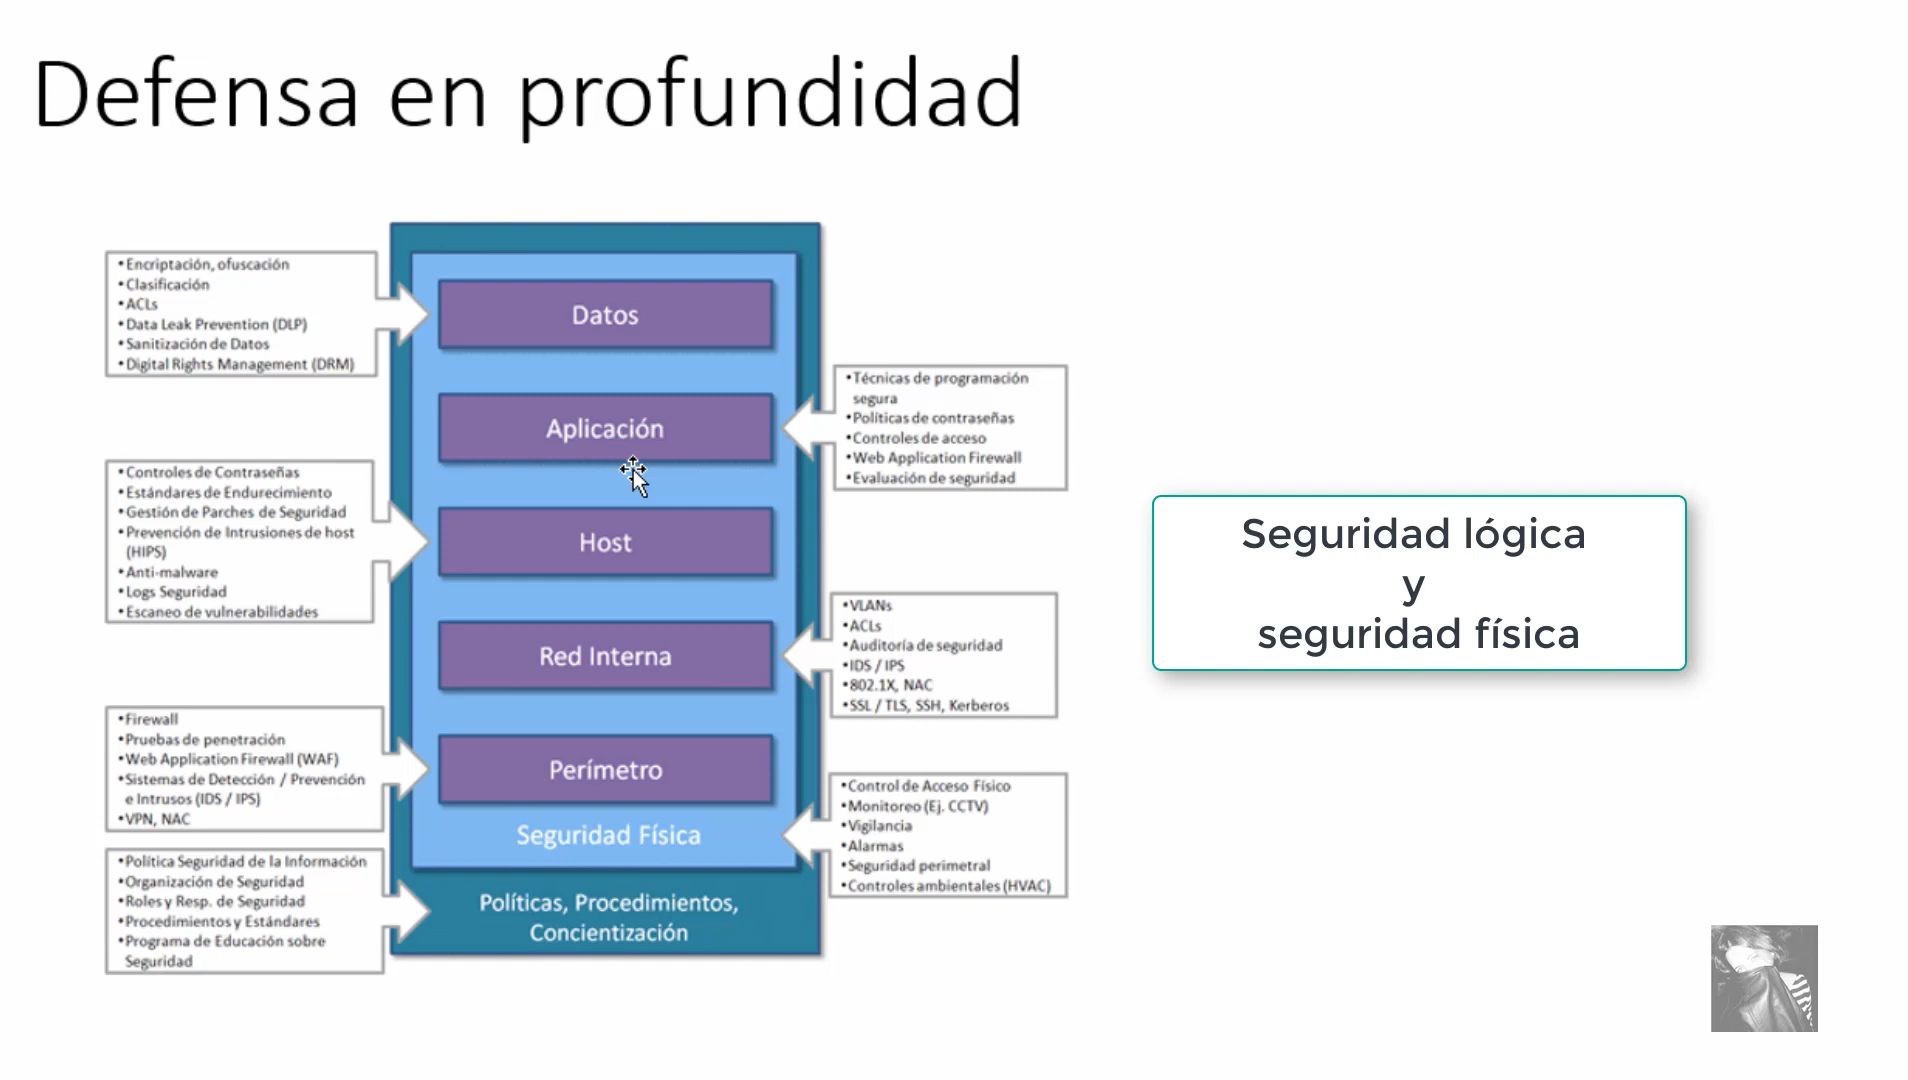 Defensa en profundidad
•Encriptación, ofuscación
•Clasificación
•ACLs
•Data Leak Prevention (DLP)
•Sanitización de Datos
•Digital Rights Management (DRM)
Datos
•Técnicas de programación
segura
•Políticas de contraseñas
•Controles de acceso
•Web Application Firewall
•Evaluación de seguridad
Aplicación
•Controles de Contraseñas
•Estándares de Endurecimiento
•Gestión de Parches de Seguridad
•Prevención de Intrusiones de host
(HIPS)
•Anti-malware
•Logs Seguridad
•Escaneo de vulnerabilidades
Host
•VLANs
•ACLs
•Auditoría de seguridad
•IDS / IPS
•802.1X, NAC
•SSL / TLS, SSH, Kerberos
Red Interna
•Firewall
•Pruebas de penetración
•Web Application Firewall (WAF)
•Sistemas de Detección / Prevención
e Intrusos (IDS / IPS)
•VPN, NAC
Perímetro
•Control de Acceso Físico
•Monitoreo (Ej. CCTV)
•Vigilancia
•Alarmas
•Seguridad perimetral
•Controles ambientales (HVAC)
Seguridad Física
•Política Seguridad de la Información
•Organización de Seguridad
•Roles y Resp. de Seguridad
•Procedimientos y Estándares
•Programa de Educación sobre
Seguridad
Políticas, Procedimientos,
Concientización
Seguridad lógica
y
seguridad física